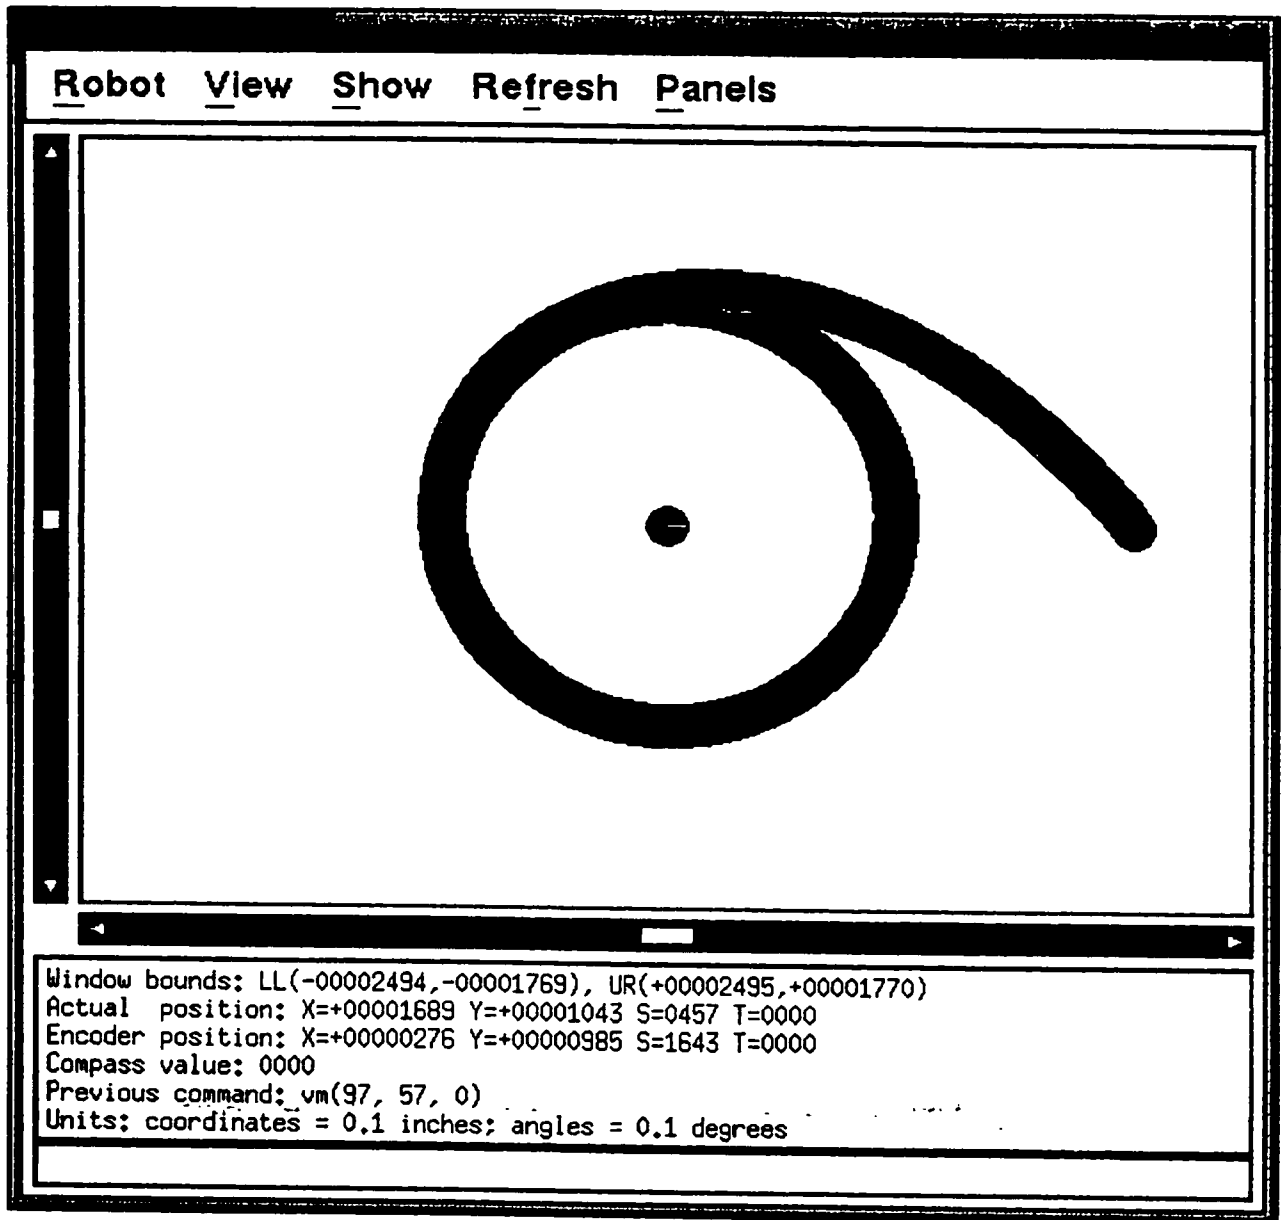 Robot View Show Refresh Panels
Window bounds: LL(-00002494,-00001769), UR(+00002495,+00001770)
Actual position: X=+00001689 Y=+00001043 S=0457 T=0000
Encoder position: X=+00000276 Y=+00000985 S=1643 T=0000
Compass value: 0000
Previous command: vm(97, 57, 0)
Units: coordinates = 0.1 inches; angles = 0.1 degrees